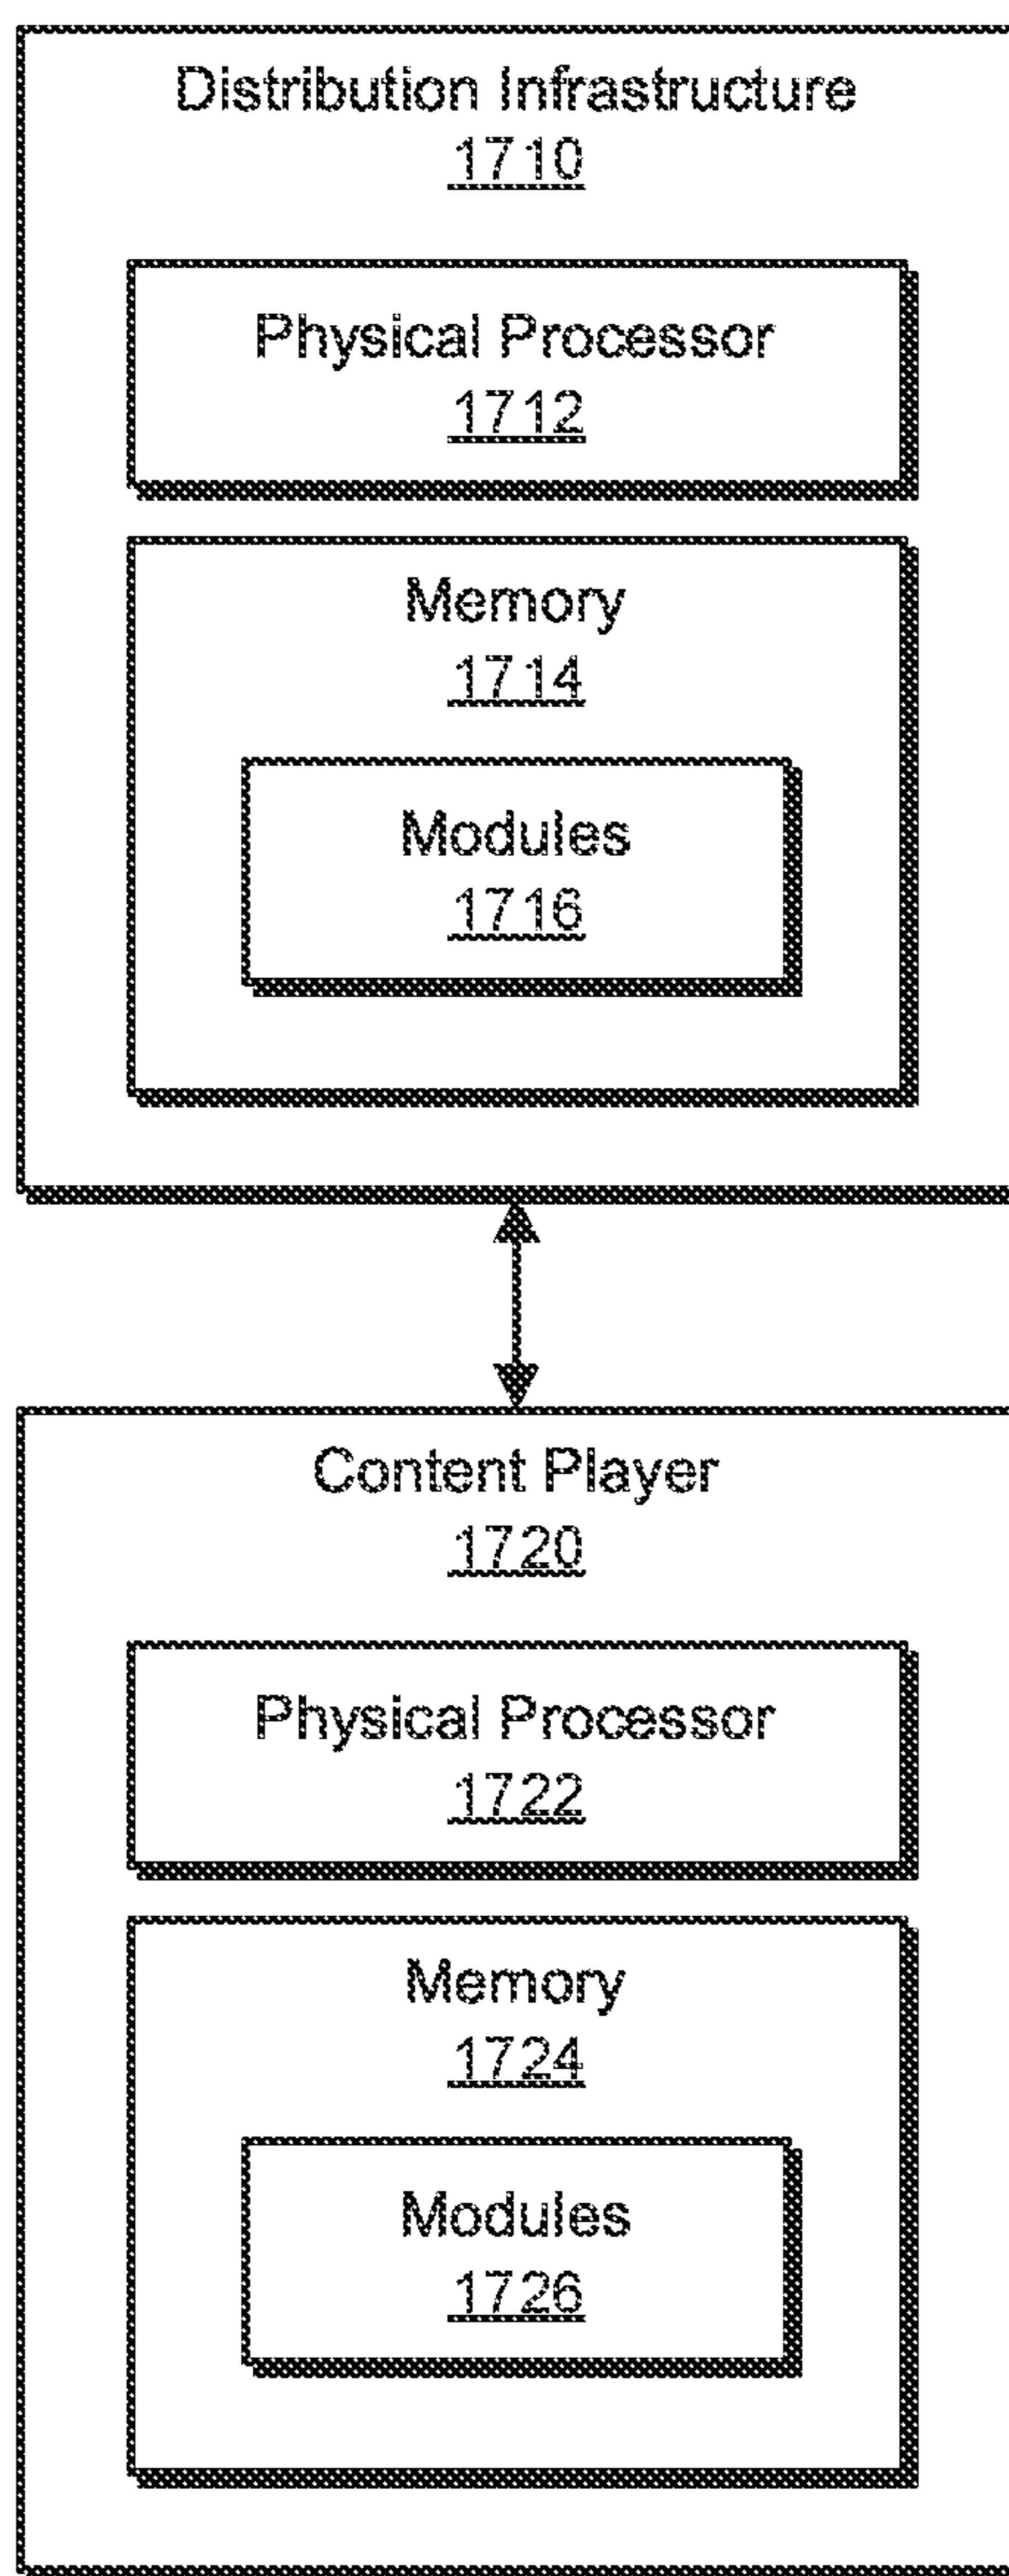 Distribution Infrastructure
1710
Physical Processor
1712
Memory
1714
Modules
1716
Content Player
1720
Physical Processor
1722
Memory
1724
Modules
1726